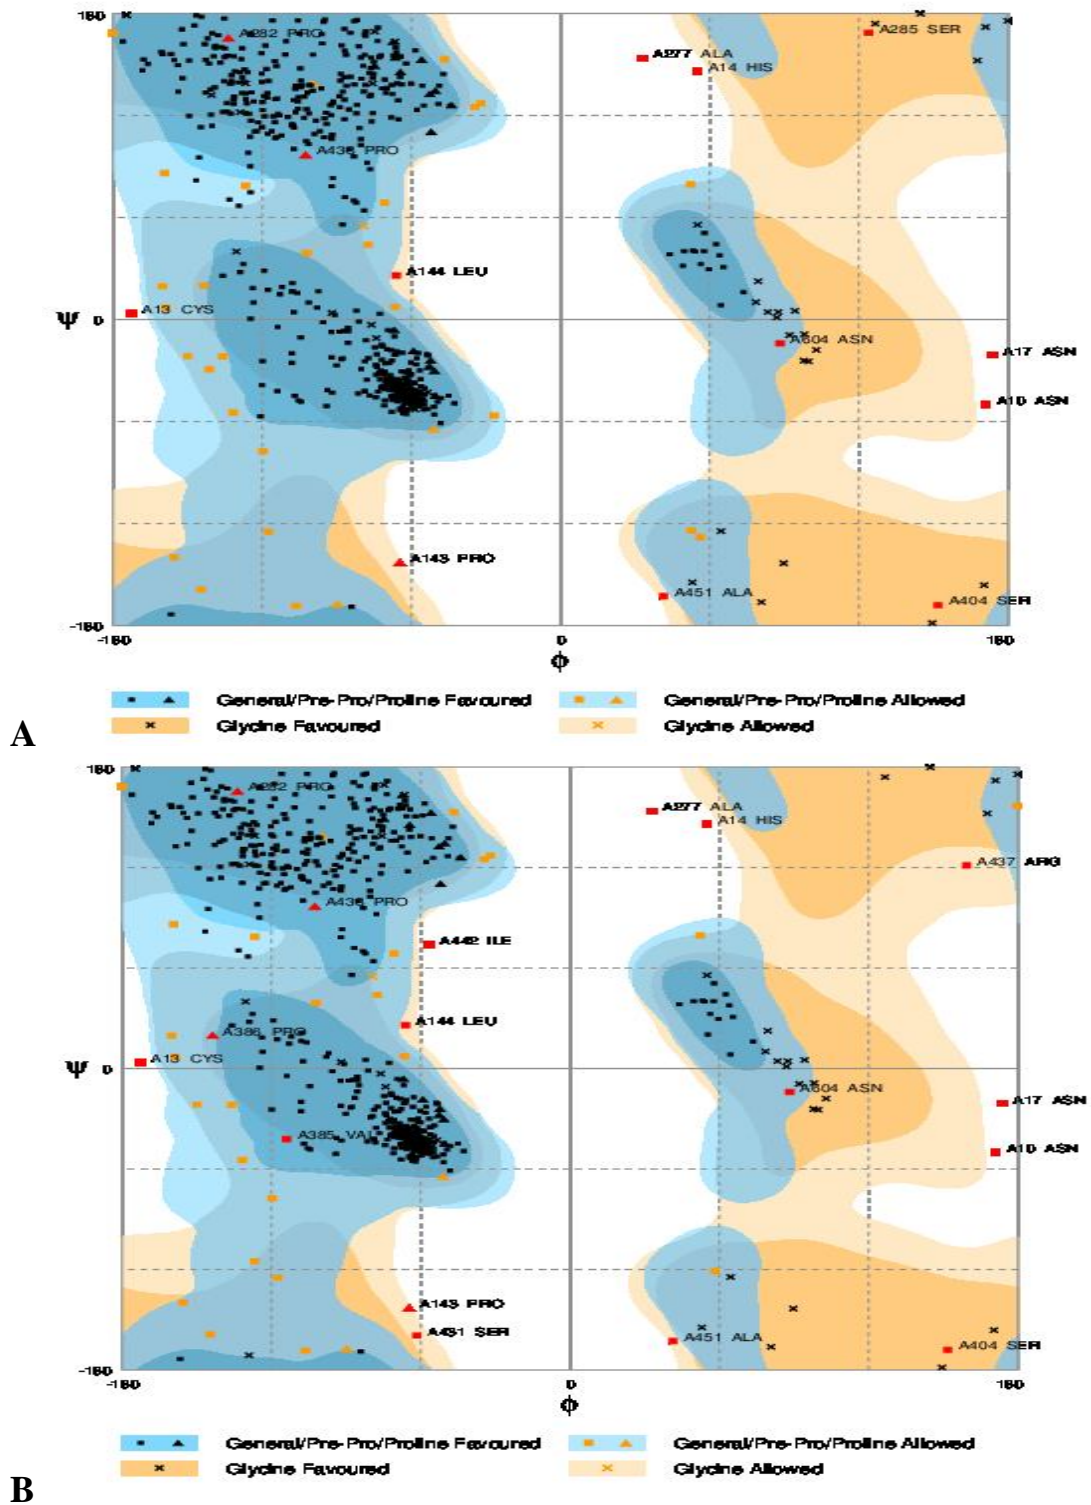 180
A282 PRO
A285 SER
A277 ALA
A14 HIS
A436 PRO
A144 LEU
A13 CYS
Ψ 0
A604 ASN
A17 ASN
A10 ASN
A143 PRO
A451 ALA
A404 SER
-180
-180 0 180
Φ
General/Pre-Pro/Proline Favoured General/Pre-Pro/Proline Allowed
Glycine Favoured Glycine Allowed
A
180
A282 PRO
A277 ALA
A14 HIS
A437 ARG
A436 PRO
A442 ILE
A144 LEU
A386 PRO
A13 CYS
Ψ 0
A604 ASN
A17 ASN
A385 VAL
A10 ASN
A143 PRO
A431 SER
A451 ALA
A404 SER
-180
-180 0 180
Φ
General/Pre-Pro/Proline Favoured General/Pre-Pro/Proline Allowed
Glycine Favoured Glycine Allowed
B